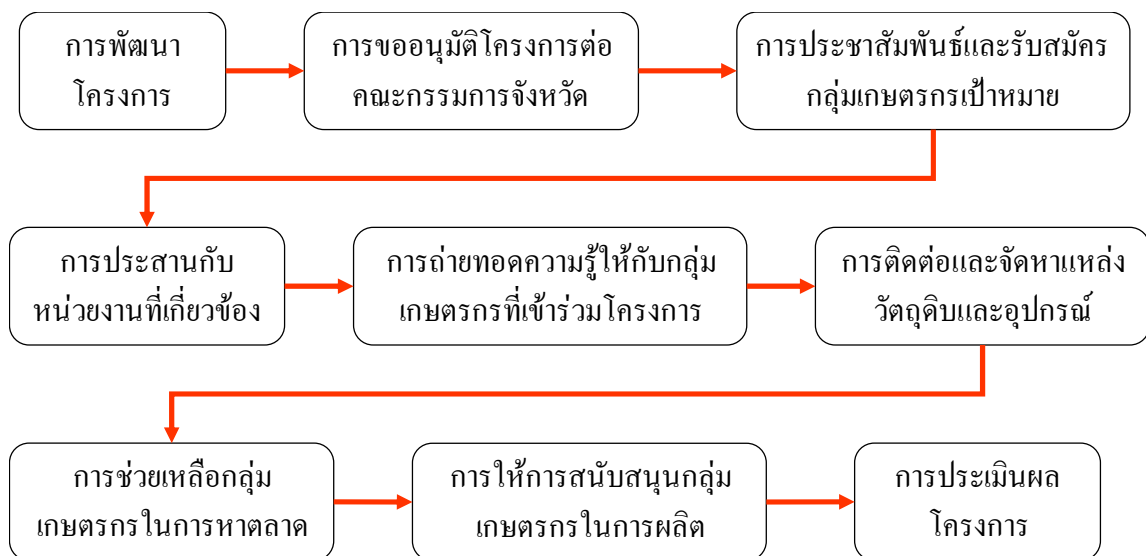 การพัฒนา
โครงการ
การขออนุมัติโครงการต่อ
คณะกรรมการจังหวัด
การประชาสัมพันธ์และรับสมัคร
กลุ่มเกษตรกรเป้าหมาย
การประสานกับ
หน่วยงานที่เกี่ยวข้อง
การถ่ายทอดความรู้ให้กับกลุ่ม
เกษตรกรที่เข้าร่วมโครงการ
การติดต่อและจัดหาแหล่ง
วัตถุดิบและอุปกรณ์
การช่วยเหลือกลุ่ม
เกษตรกรในการหาตลาด
การให้การสนับสนุนกลุ่ม
เกษตรกรในการผลิต
การประเมินผล
โครงการ